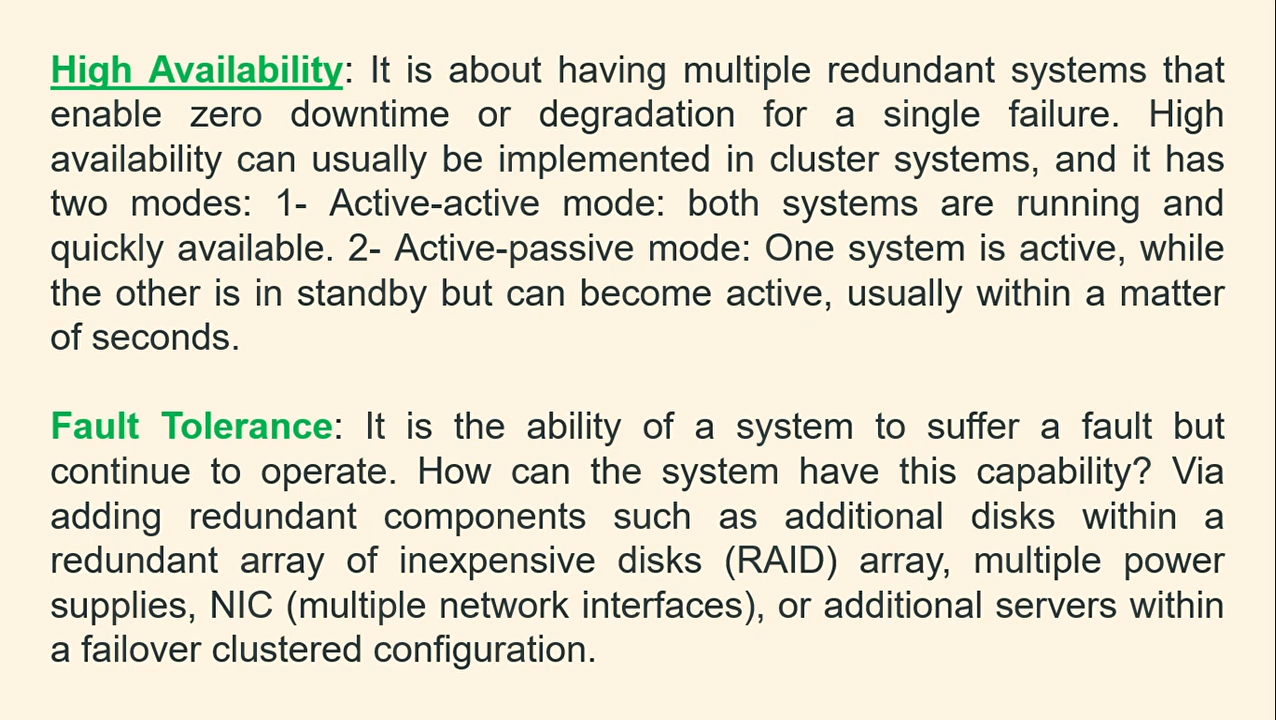 High Availability: It is about having multiple redundant systems that
enable zero downtime or degradation for a single failure. High
availability can usually be implemented in cluster systems, and it has
two modes: 1- Active-active mode: both systems are running and
quickly available. 2- Active-passive mode: One system is active, while
the other is in standby but can become active, usually within a matter
of seconds.
Fault Tolerance: It is the ability of a system to suffer a fault but
continue to operate. How can the system have this capability? Via
adding redundant components such as additional disks within a
redundant array of inexpensive disks (RAID) array, multiple power
supplies, NIC (multiple network interfaces), or additional servers within
a failover clustered configuration.